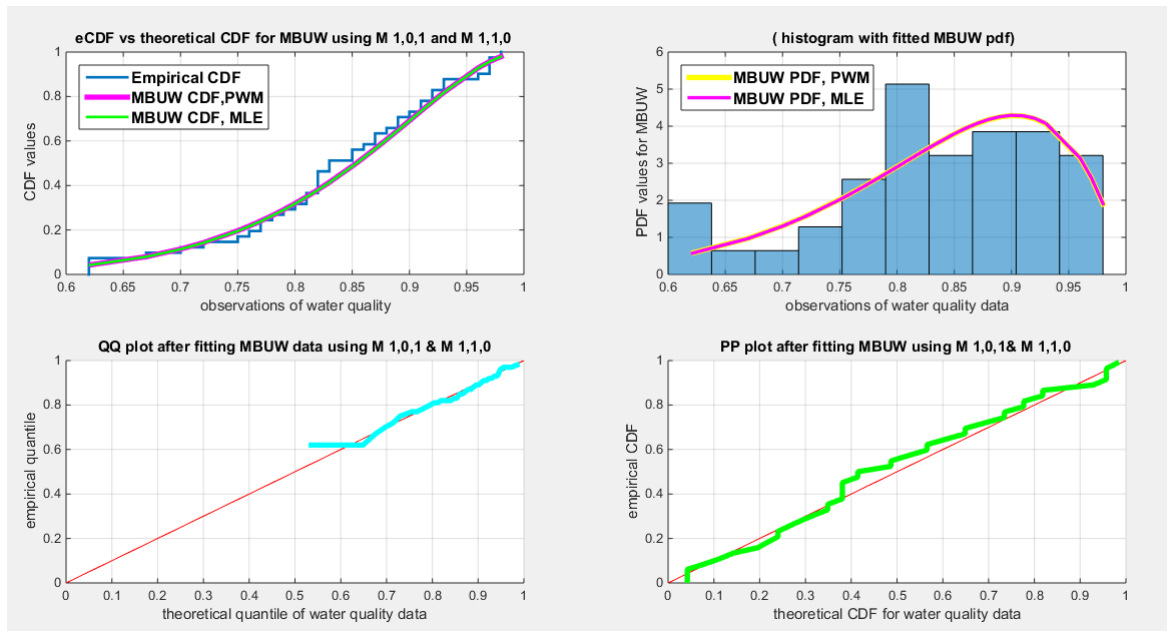 eCDF vs theoretical CDF for MBUW using M 1,0,1 and M 1,1,0
Empirical CDF
MBUW CDF,PWM
MBUW CDF, MLE
CDF values
1
0.8
0.6
0.4
0.2
0
0.6 0.65 0.7 0.75 0.8 0.85 0.9 0.95 1
observations of water quality
( histogram with fitted MBUW pdf)
MBUW PDF, PWM
MBUW PDF, MLE
PDF values for MBUW
6
5
4
3
2
1
0
0.6 0.65 0.7 0.75 0.8 0.85 0.9 0.95 1
observations of water quality data
QQ plot after fitting MBUW data using M 1,0,1 & M 1,1,0
empirical quantile
1
0.8
0.6
0.4
0.2
0
0 0.1 0.2 0.3 0.4 0.5 0.6 0.7 0.8 0.9 1
theoretical quantile of water quality data
PP plot after fitting MBUW using M 1,0,1& M 1,1,0
empirical CDF
1
0.8
0.6
0.4
0.2
0
0 0.1 0.2 0.3 0.4 0.5 0.6 0.7 0.8 0.9 1
theoretical CDF for water quality data